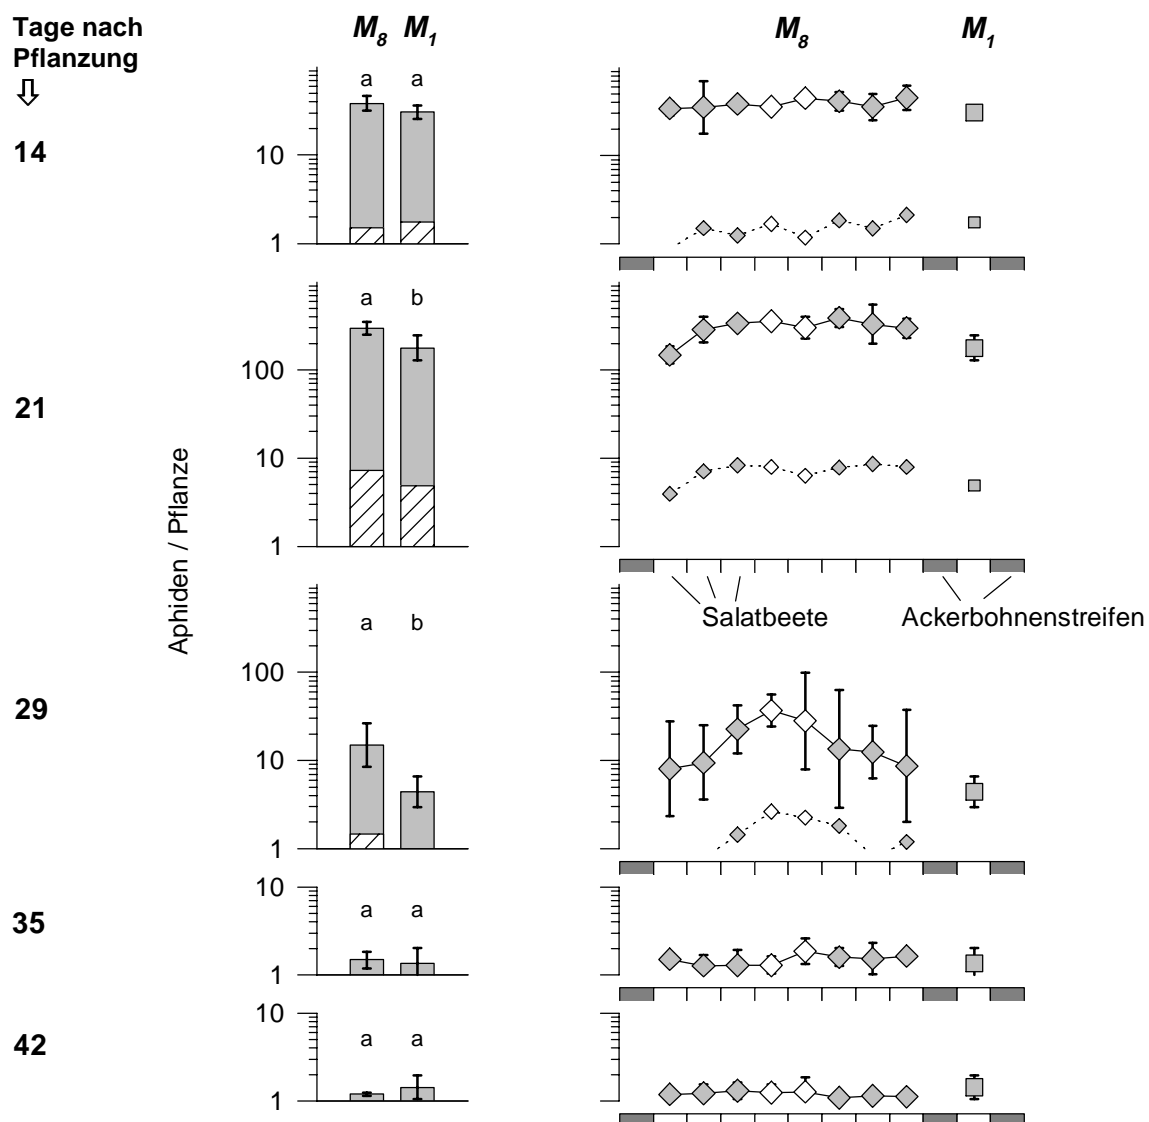 Tage nach
Pflanzung
M8 M1 M8 M1
14
a a
10
1
21
a b
100
10
1
Aphiden / Pflanze
Salatbeete Ackerbohnenstreifen
29
a b
100
10
1
35
10
a a
1
42
10
a a
1